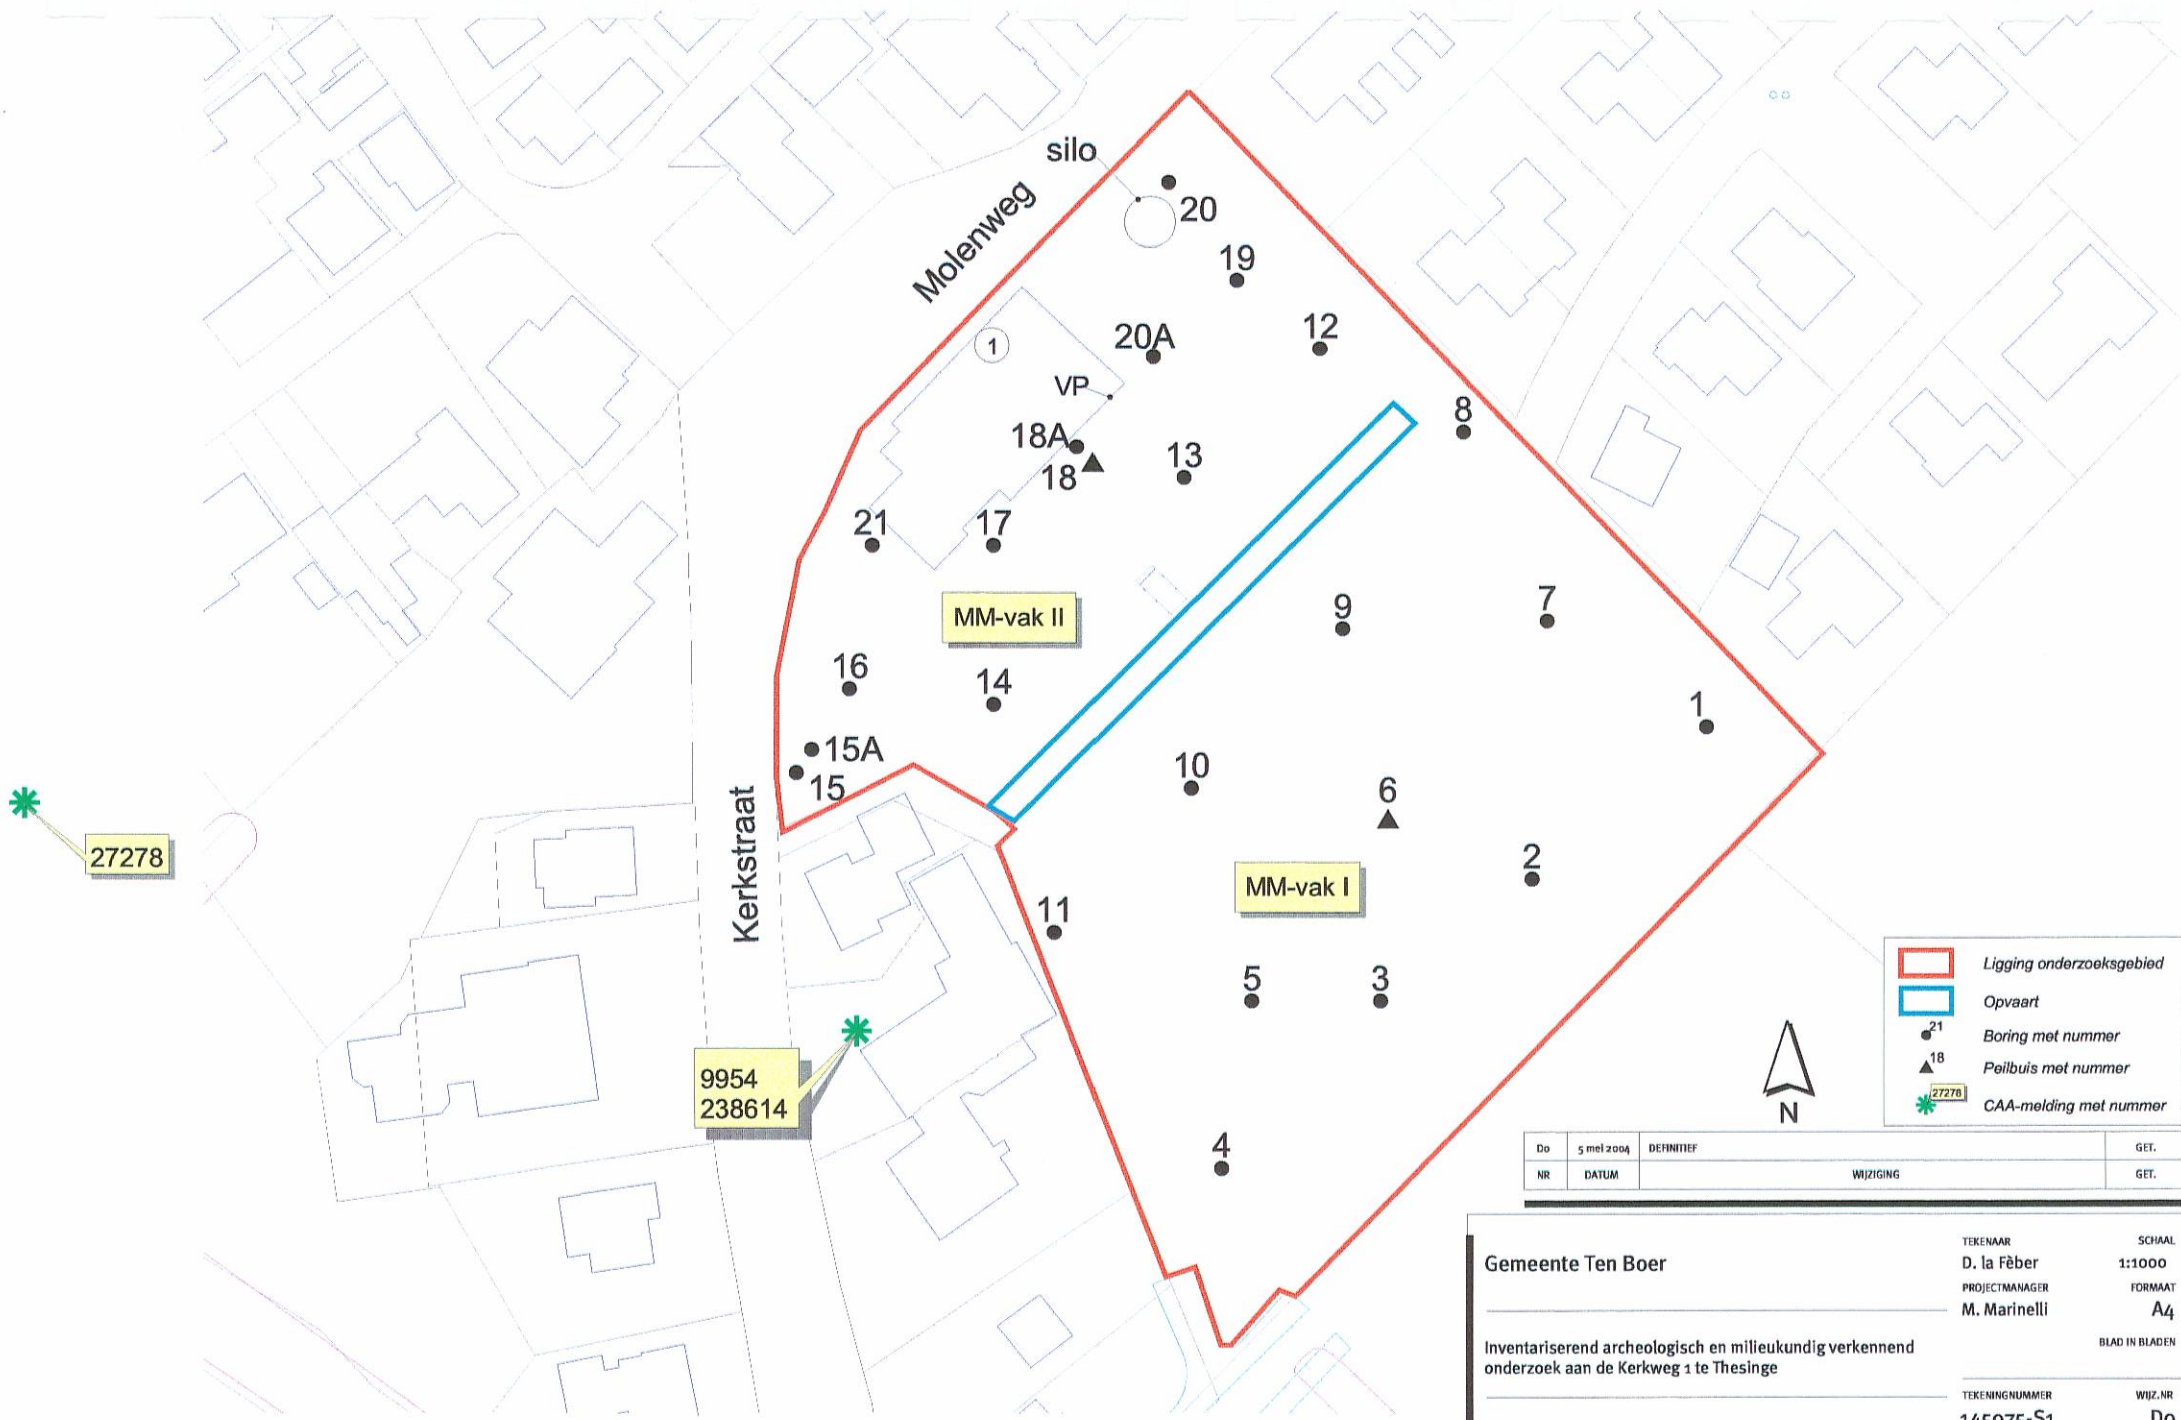 silo
Molenweg
20
19
20A
12
1
VP
8
18A
18
13
21
17
9
7
MM-vak II
16
14
1
15A
15
10
6
27278
Kerkstraat
2
MM-vak I
11
5
3
9954
238614
4
N
Ligging onderzoeksgebied
Opvaart
21
Boring met nummer
18
Peilbuis met nummer
27278
CAA-melding met nummer
D0 5 mei 2004 DEFINITIEF GET.
NR DATUM WIJZIGING GET.
Gemeente Ten Boer
Inventariserend archeologisch en milieukundig verkennend
onderzoek aan de Kerkweg 1 te Thesinge
TEKENAAR SCHAAL
D. la Fèber 1:1000
PROJECTMANAGER FORMAAT
M. Marinelli A4
BLAD IN BLADEN
TEKENINGNUMMER WIJZ.NR
145075-S1 D0